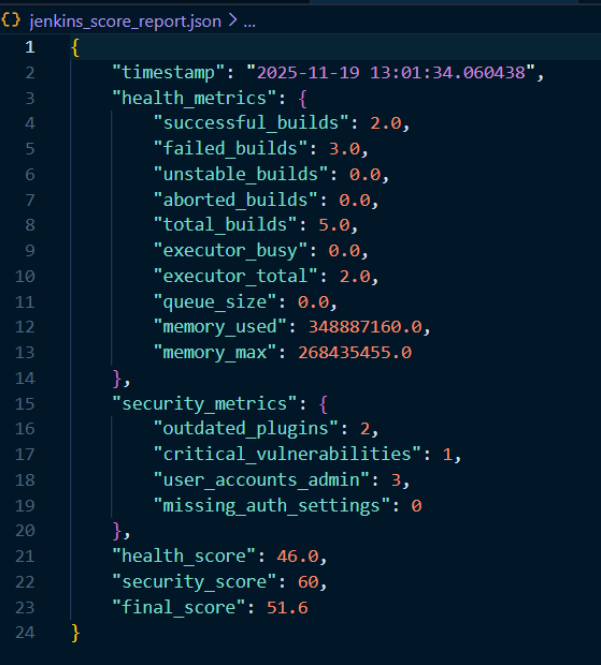 {} jenkins_score_report.json > ...
1 {
2 "timestamp": "2025-11-19 13:01:34.060438",
3 "health_metrics": {
4 "successful_builds": 2.0,
5 "failed_builds": 3.0,
6 "unstable_builds": 0.0,
7 "aborted_builds": 0.0,
8 "total_builds": 5.0,
9 "executor_busy": 0.0,
10 "executor_total": 2.0,
11 "queue_size": 0.0,
12 "memory_used": 348887160.0,
13 "memory_max": 268435455.0
14 },
15 "security_metrics": {
16 "outdated_plugins": 2,
17 "critical_vulnerabilities": 1,
18 "user_accounts_admin": 3,
19 "missing_auth_settings": 0
20 },
21 "health_score": 46.0,
22 "security_score": 60,
23 "final_score": 51.6
24 }